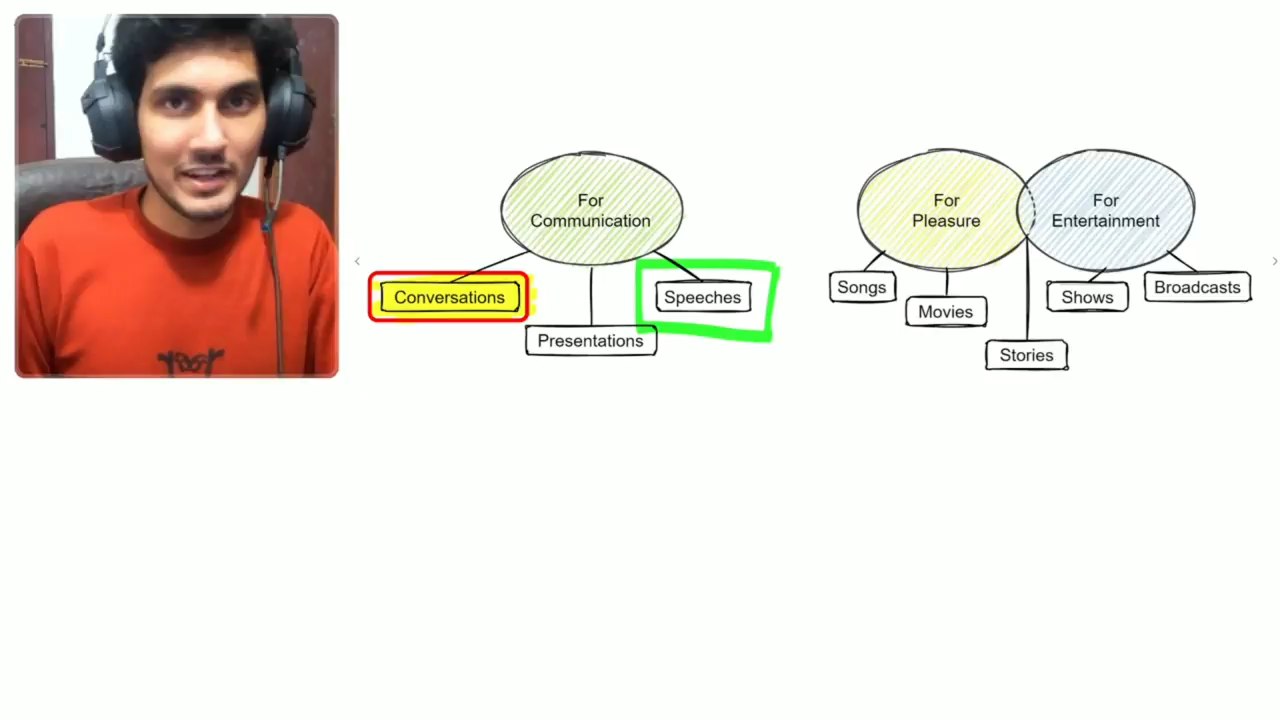 For
Communication
Conversations
Speeches
Presentations
For
Pleasure
For
Entertainment
Songs
Movies
Stories
Shows
Broadcasts